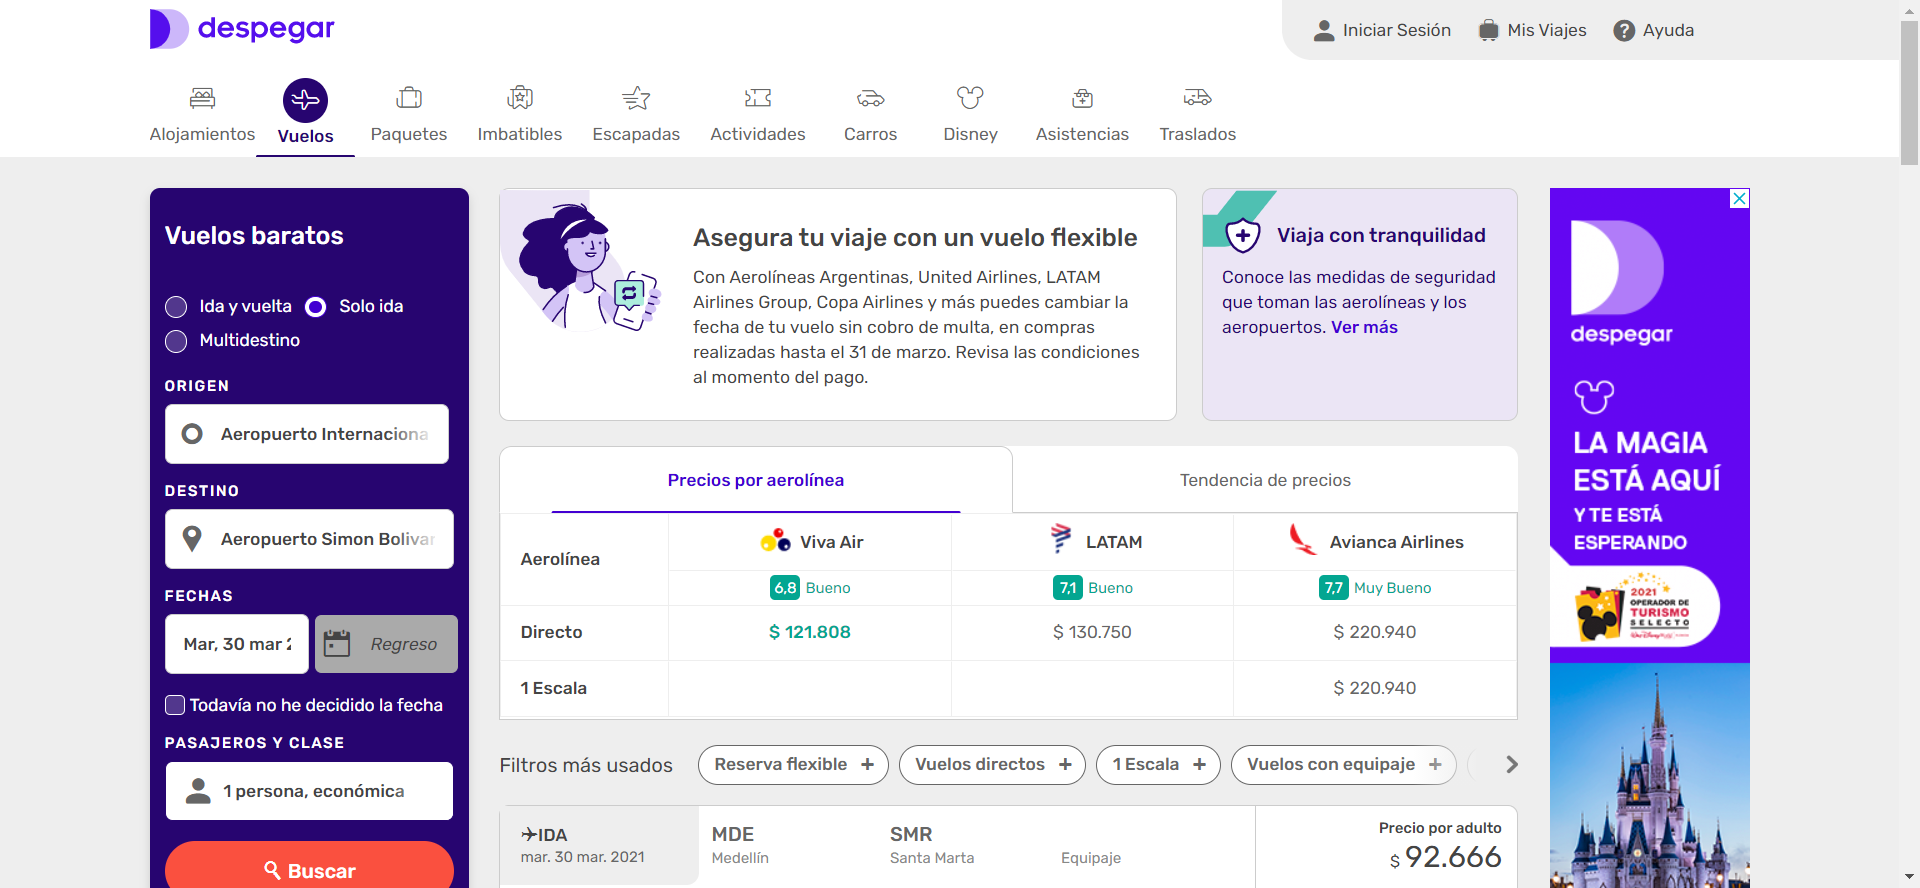 despegar
Iniciar Sesión
Mis Viajes
Ayuda
Alojamientos
Vuelos
Paquetes
Imbatibles
Escapadas
Actividades
Carros
Disney
Asistencias
Traslados
Vuelos baratos
Ida y vuelta
Solo ida
Multidestino
ORIGEN
Aeropuerto Internaciona
DESTINO
Aeropuerto Simon Bolivar
FECHAS
Mar, 30 mar 2
Regreso
Todavía no he decidido la fecha
PASAJEROS Y CLASE
1 persona, económica
Buscar
Asegura tu viaje con un vuelo flexible
Con Aerolíneas Argentinas, United Airlines, LATAM
Airlines Group, Copa Airlines y más puedes cambiar la
fecha de tu vuelo sin cobro de multa, en compras
realizadas hasta el 31 de marzo. Revisa las condiciones
al momento del pago.
Viaja con tranquilidad
Conoce las medidas de seguridad
que toman las aerolíneas y los
aeropuertos. Ver más
Precios por aerolínea
Tendencia de precios
Aerolínea
Viva Air
LATAM
Avianca Airlines
6,8 Bueno
7,1 Bueno
7,7 Muy Bueno
Directo
$ 121.808
$ 130.750
$ 220.940
1 Escala
$ 220.940
Filtros más usados
Reserva flexible +
Vuelos directos +
1 Escala +
Vuelos con equipaje +
IDA
mar. 30 mar. 2021
MDE
Medellín
SMR
Santa Marta
Equipaje
Precio por adulto
$ 92.666
despegar
LA MAGIA
ESTÁ AQUÍ
Y TE ESTÁ
ESPERANDO
2021
OPERADOR DE
TURISMO
SELECTO